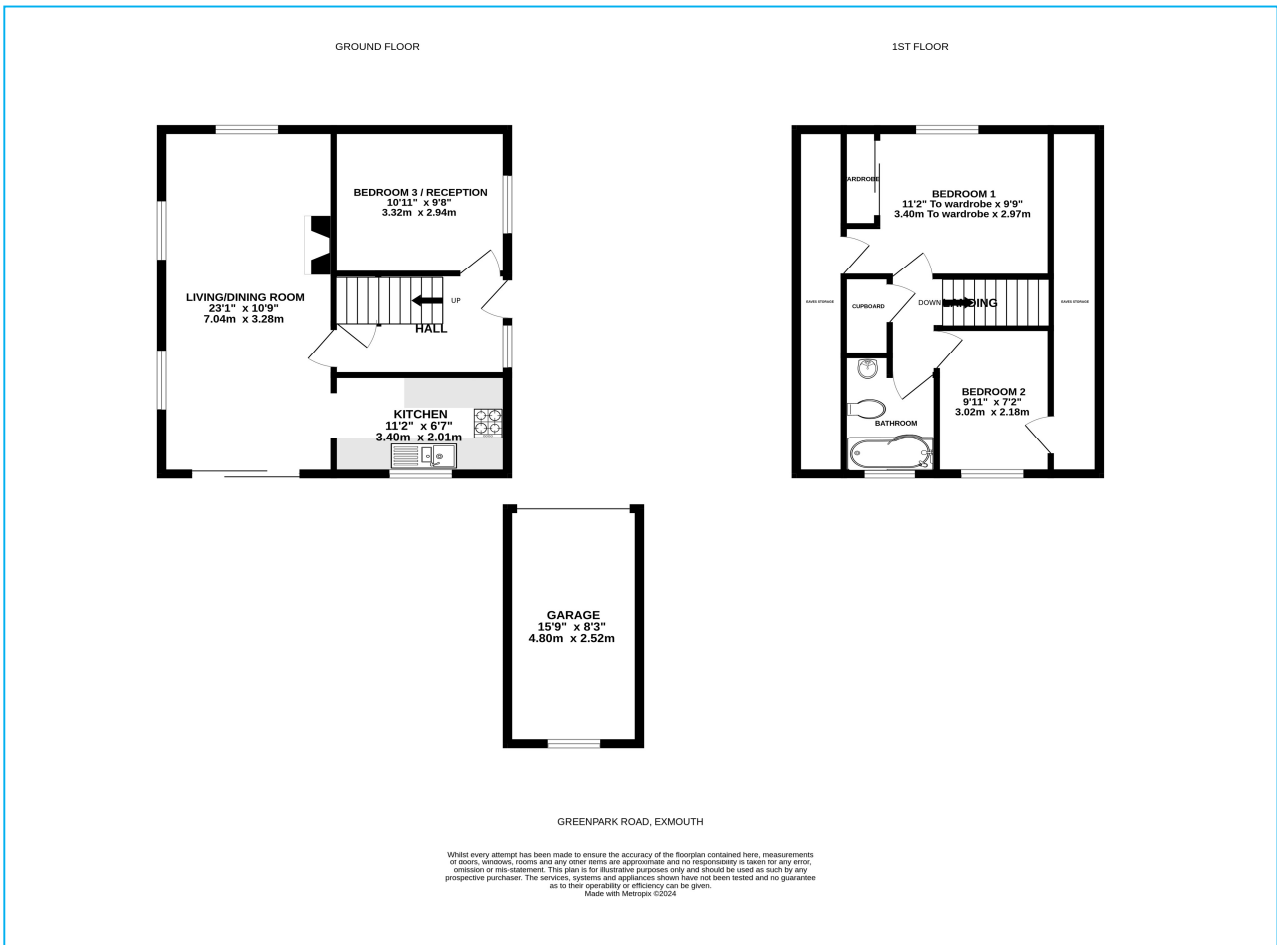 GROUND FLOOR
1ST FLOOR
BEDROOM 3 / RECEPTION
10'11" x 9'8"
3.32m x 2.94m
LIVING/DINING ROOM
23'1" x 10'9"
7.04m x 3.28m
UP
HALL
KITCHEN
11'2" x 6'7"
3.40m x 2.01m
ARDROBE
BEDROOM 1
11'2" To wardrobe x 9'9"
3.40m To wardrobe x 2.97m
EAVES STORAGE
CUPBOARD
DOWN
LANDING
EAVES STORAGE
BEDROOM 2
9'11" x 7'2"
3.02m x 2.18m
BATHROOM
GARAGE
15'9" x 8'3"
4.80m x 2.52m
GREENPARK ROAD, EXMOUTH
Whilst every attempt has been made to ensure the accuracy of the floorplan contained here, measurements
of doors, windows, rooms and any other items are approximate and no responsibility is taken for any error,
omission or mis-statement. This plan is for illustrative purposes only and should be used as such by any
prospective purchaser. The services, systems and appliances shown have not been tested and no guarantee
as to their operability or efficiency can be given.
Made with Metropix ©2024